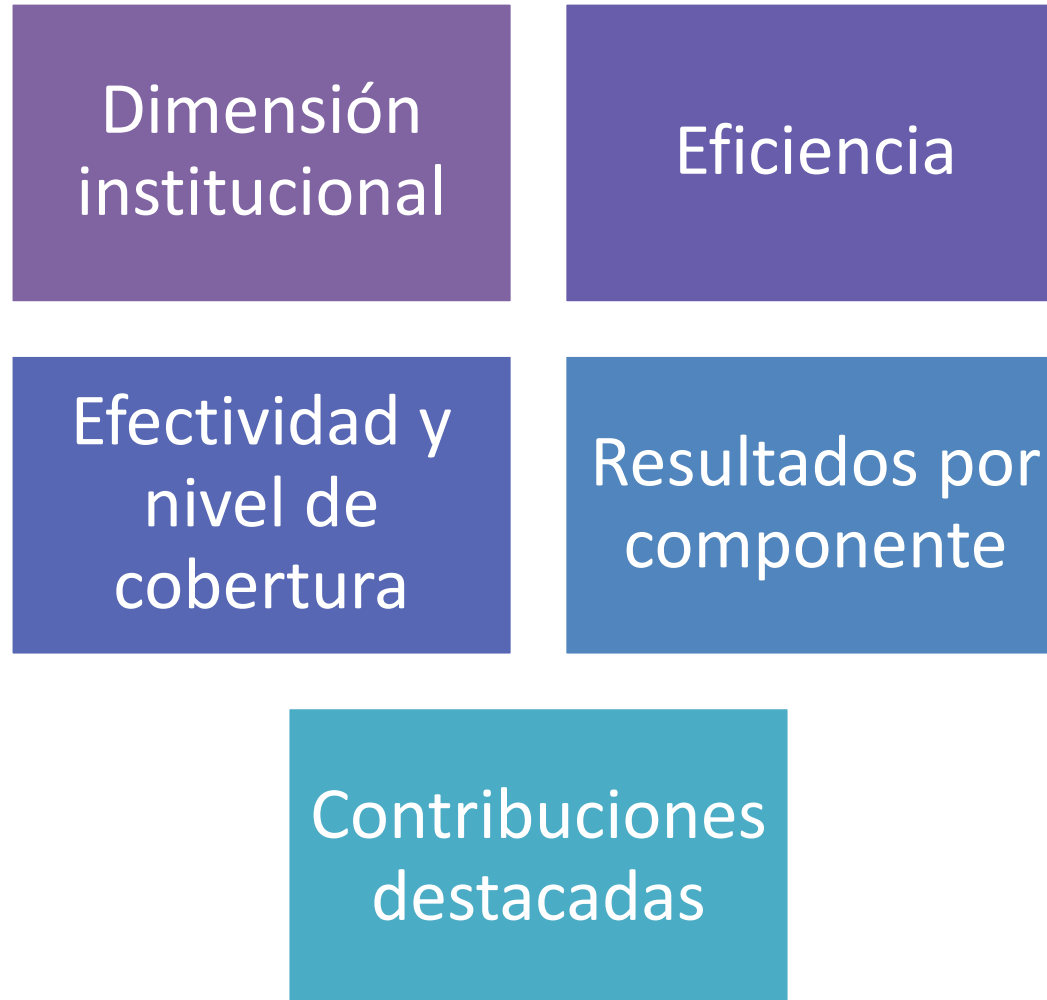 Dimensión
institucional
Eficiencia
Efectividad y
nivel de
cobertura
Resultados por
componente
Contribuciones
destacadas